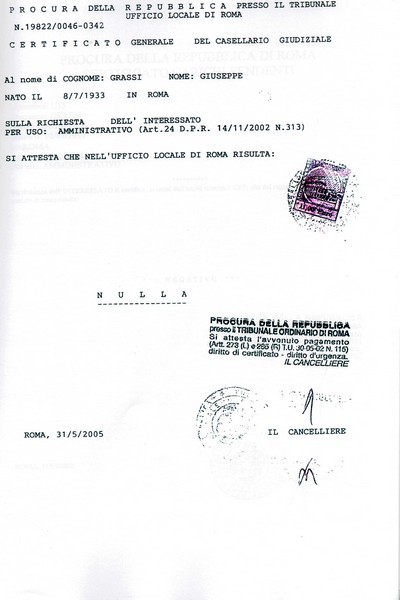 P R O C U R A DELLA R E P U B B L I C A PRESSO IL TRIBUNALE
UFFICIO LOCALE DI ROMA
N.19822/0046-0342
C E R T I F I C A T O GENERALE DEL CASELLARIO GIUDIZIALE
Al nome di COGNOME: GRASSI NOME: GIUSEPPE
NATO IL 8/7/1933 IN ROMA
SULLA RICHIESTA DELL' INTERESSATO
PER USO: AMMINISTRATIVO (Art.24 D.P.R. 14/11/2002 N.313)
SI ATTESTA CHE NELL'UFFICIO LOCALE DI ROMA RISULTA:
N U L L A
PROCURA DELLA REPUBBLICA
presso il TRIBUNALE ORDINARIO DI ROMA
Si attesta l'avvenuto pagamento
(Artt. 273 (L) e 285 (R) T.U. 30-05-02 N. 115)
diritto di certificato - diritto d'urgenza.
IL CANCELLIERE
ROMA, 31/5/2005
IL CANCELLIERE